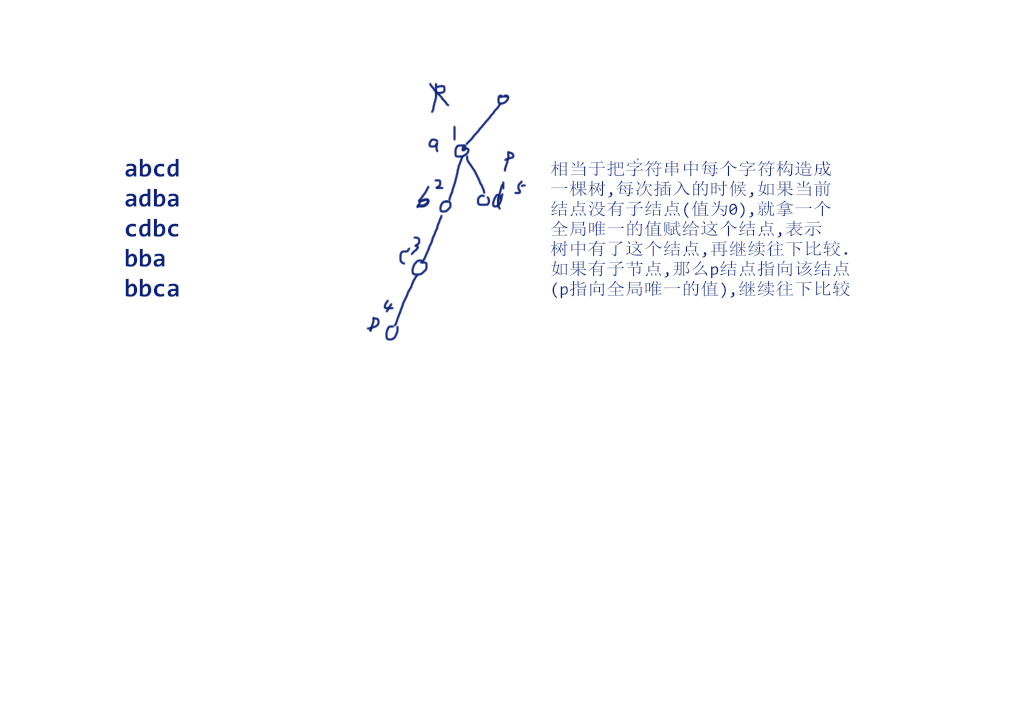 abcd
adba
cdbc
bba
bbca
p
a 1
b 2
p
d 5
c 3
4
p
相当于把字符串中每个字符构造成
一棵树,每次插入的时候,如果当前
结点没有子结点(值为0),就拿一个
全局唯一的值赋给这个结点,表示
树中有了这个结点,再继续往下比较.
如果有子节点,那么p结点指向该结点
(p指向全局唯一的值),继续往下比较